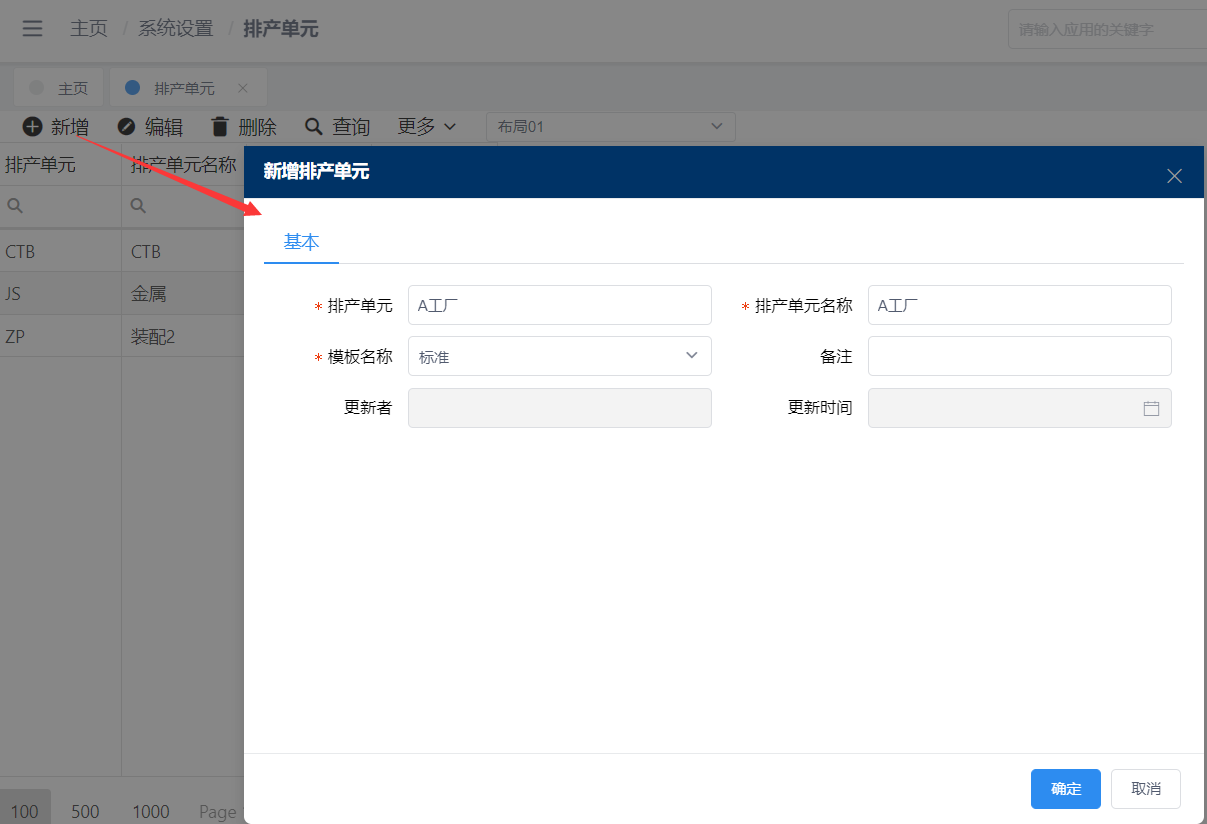 主页 / 系统设置 / 排产单元
请输入应用的关键字
主页 排产单元
新增 编辑 删除 查询 更多 布局01
排产单元 排产单元名称
CTB CTB
JS 金属
ZP 装配2
100 500 1000 Page
新增排产单元
基本
* 排产单元 A工厂 * 排产单元名称 A工厂
* 模板名称 标准 备注
更新者 更新时间
确定 取消